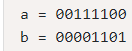 a = 00111100
b = 00001101